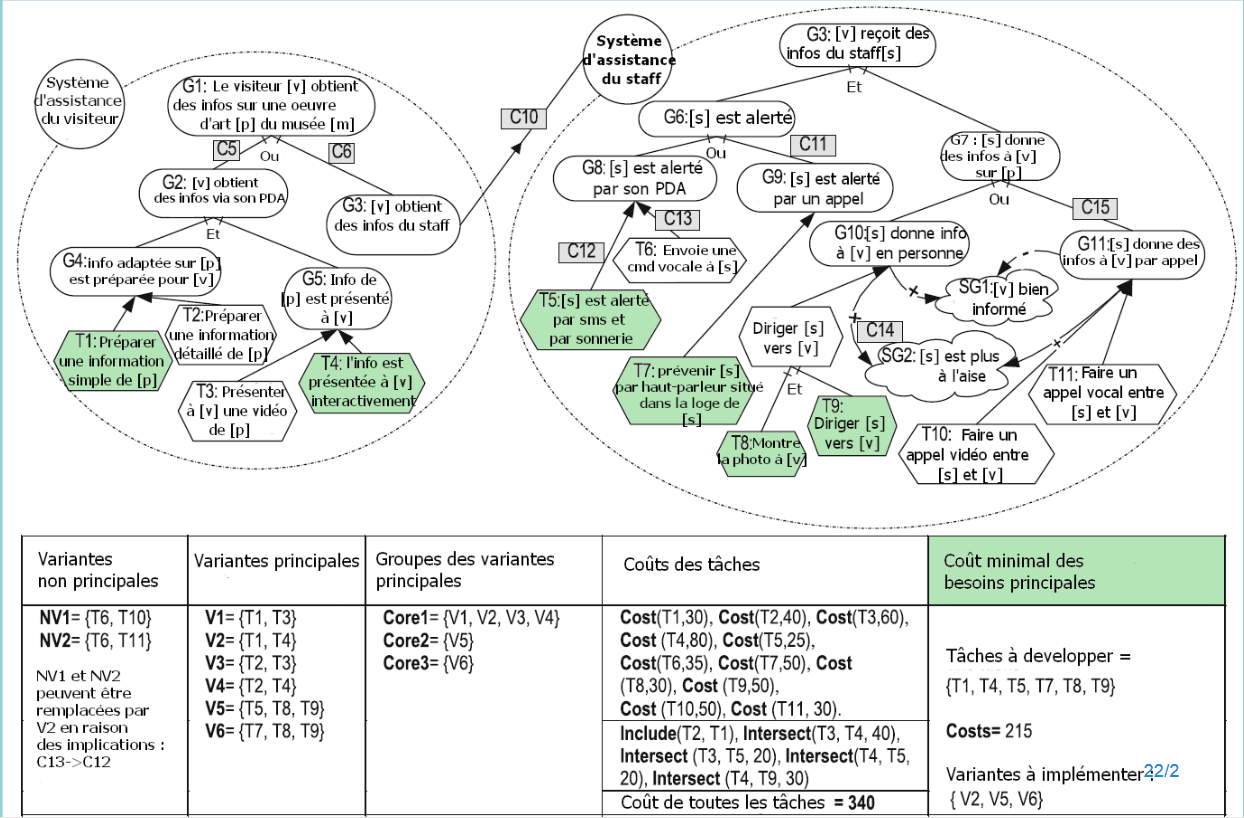 Système
d'assistance
du visiteur
G1: Le visiteur [v] obtient
des infos sur une oeuvre
d'art [p] du musée [m]
C5
Ou
C6
G2: [v] obtient
des infos via son PDA
Et
G3: [v] obtient
des infos du staff
G4:info adaptée sur [p]
est préparée pour [v]
G5: Info de
[p] est présenté
à [v]
T1: Préparer
une information
simple de [p]
T2:Préparer
une information
détaillé de [p]
T3: Présenter
à [v] une vidéo
de [p]
T4: l'info est
présentée à [v]
interactivement
C10
Système
d'assistance
du staff
G3: [v] reçoit des
infos du staff[s]
Et
G6:[s] est alerté
Ou
C11
G7 : [s] donne
des infos à [v]
sur [p]
Ou
C15
G8: [s] est alerté
par son PDA
G9: [s] est alerté
par un appel
C12
C13
T6: Envoie une
cmd vocale à [s]
G10:[s] donne info
à [v] en personne
G11:[s] donne des
infos à [v] par appel
SG1:[v] bien
informé
T5:[s] est alerté
par sms et
par sonnerie
Diriger [s]
vers [v]
Et
C14
SG2: [s] est plus
à l'aise
T7: prévenir [s]
par haut-parleur situé
dans la loge de
[s]
T8:Montre
la photo à [v]
T9:
Diriger [s]
vers [v]
T10: Faire un
appel vidéo entre
[s] et [v]
T11: Faire un
appel vocal entre
[s] et [v]
Variantes
non principales
Variantes principales
Groupes des variantes
principales
Coûts des tâches
Coût minimal des
besoins principales
NV1= {T6, T10}
NV2= {T6, T11}
NV1 et NV2
peuvent être
remplacées par
V2 en raison
des implications :
C13->C12
V1= {T1, T3}
V2= {T1, T4}
V3= {T2, T3}
V4= {T2, T4}
V5= {T5, T8, T9}
V6= {T7, T8, T9}
Core1= {V1, V2, V3, V4}
Core2= {V5}
Core3= {V6}
Cost(T1,30), Cost(T2,40), Cost(T3,60),
Cost (T4,80), Cost(T5,25),
Cost(T6,35), Cost(T7,50), Cost
(T8,30), Cost (T9,50),
Cost (T10,50), Cost (T11, 30).
Include(T2, T1), Intersect(T3, T4, 40),
Intersect (T3, T5, 20), Intersect(T4, T5,
20), Intersect (T4, T9, 30)
Coût de toutes les tâches = 340
Tâches à developper =
{T1, T4, T5, T7, T8, T9}
Costs= 215
Variantes à implémenter :
22/2
{ V2, V5, V6}